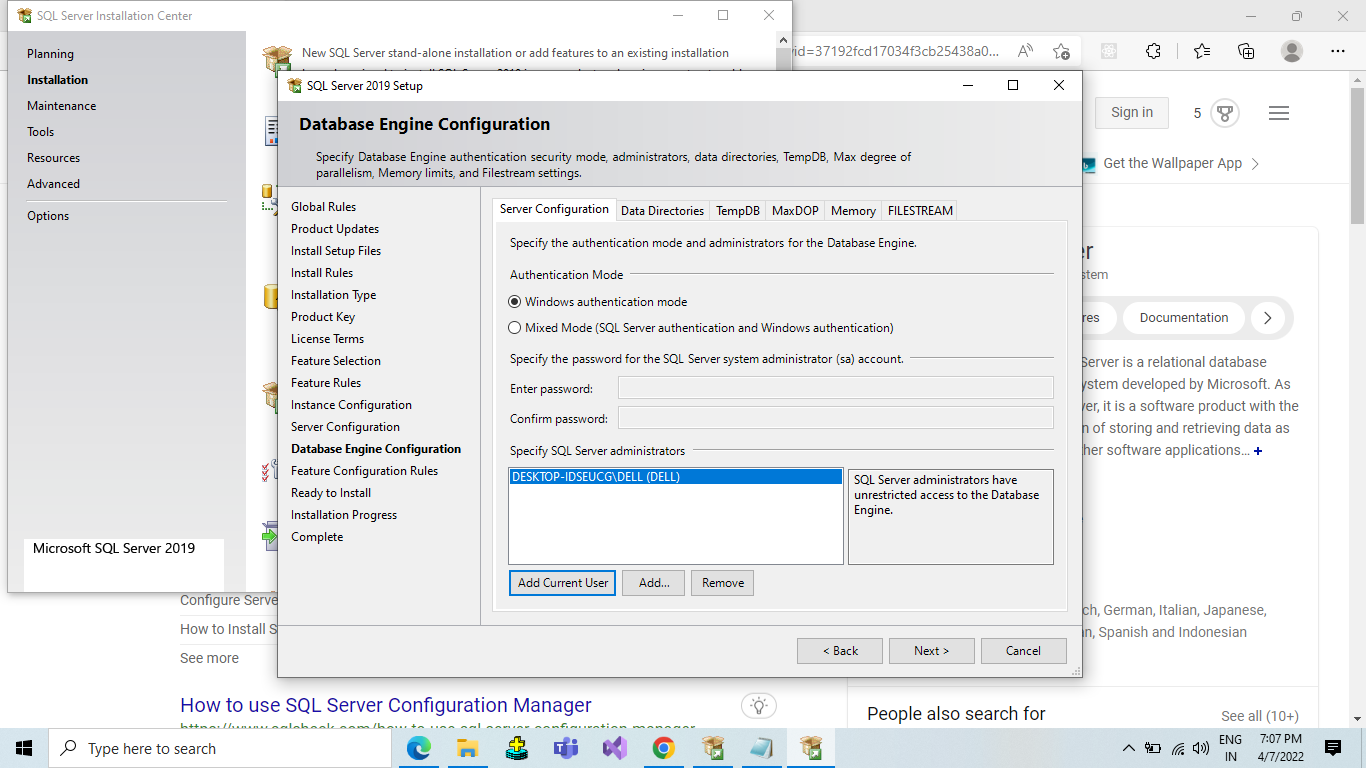 SQL Server Installation Center
Planning
Installation
Maintenance
Tools
Resources
Advanced
Options
Microsoft SQL Server 2019
New SQL Server stand-alone installation or add features to an existing installation
vid=37192fcd17034f3cb25438a0...
Sign in
5
Get the Wallpaper App
SQL Server 2019 Setup
Database Engine Configuration
Specify Database Engine authentication security mode, administrators, data directories, TempDB, Max degree of
parallelism, Memory limits, and Filestream settings.
Global Rules
Product Updates
Install Setup Files
Install Rules
Installation Type
Product Key
License Terms
Feature Selection
Feature Rules
Instance Configuration
Server Configuration
Database Engine Configuration
Feature Configuration Rules
Ready to Install
Installation Progress
Complete
Server Configuration
Data Directories
TempDB
MaxDOP
Memory
FILESTREAM
Specify the authentication mode and administrators for the Database Engine.
Authentication Mode
Windows authentication mode
Mixed Mode (SQL Server authentication and Windows authentication)
Specify the password for the SQL Server system administrator (sa) account.
Enter password:
Confirm password:
Specify SQL Server administrators
DESKTOP-IDSEUCG\DELL (DELL)
SQL Server administrators have
unrestricted access to the Database
Engine.
Add Current User
Add...
Remove
< Back
Next >
Cancel
er
stem
res
Documentation
Server is a relational database
ystem developed by Microsoft. As
ver, it is a software product with the
n of storing and retrieving data as
her software applications... +
ch, German, Italian, Japanese,
n, Spanish and Indonesian
Configure Serve
How to Install S
See more
How to use SQL Server Configuration Manager
People also search for
See all (10+)
Type here to search
ENG
IN
7:07 PM
4/7/2022